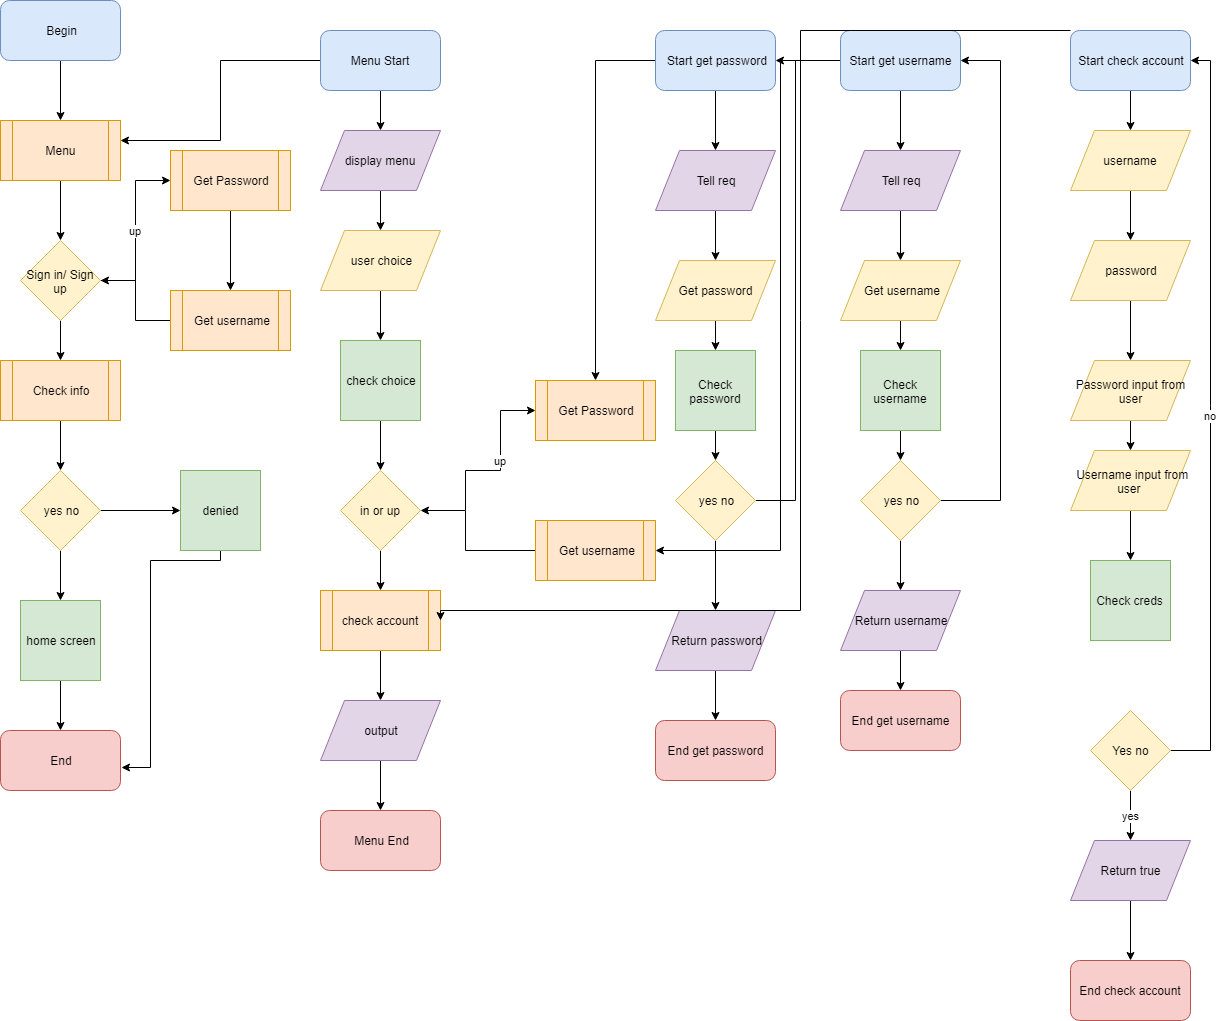 Begin
Menu
Get Password
up
Sign in/ Sign
up
Get username
Check info
yes no
denied
home screen
End
Menu Start
display menu
user choice
check choice
in or up
up
Get Password
Get username
check account
output
Menu End
Start get password
Tell req
Get password
Check
password
yes no
Return password
End get password
Start get username
Tell req
Get username
Check
username
yes no
Return username
End get username
Start check account
username
password
Password input from
user
no
Username input from
user
Check creds
Yes no
yes
Return true
End check account